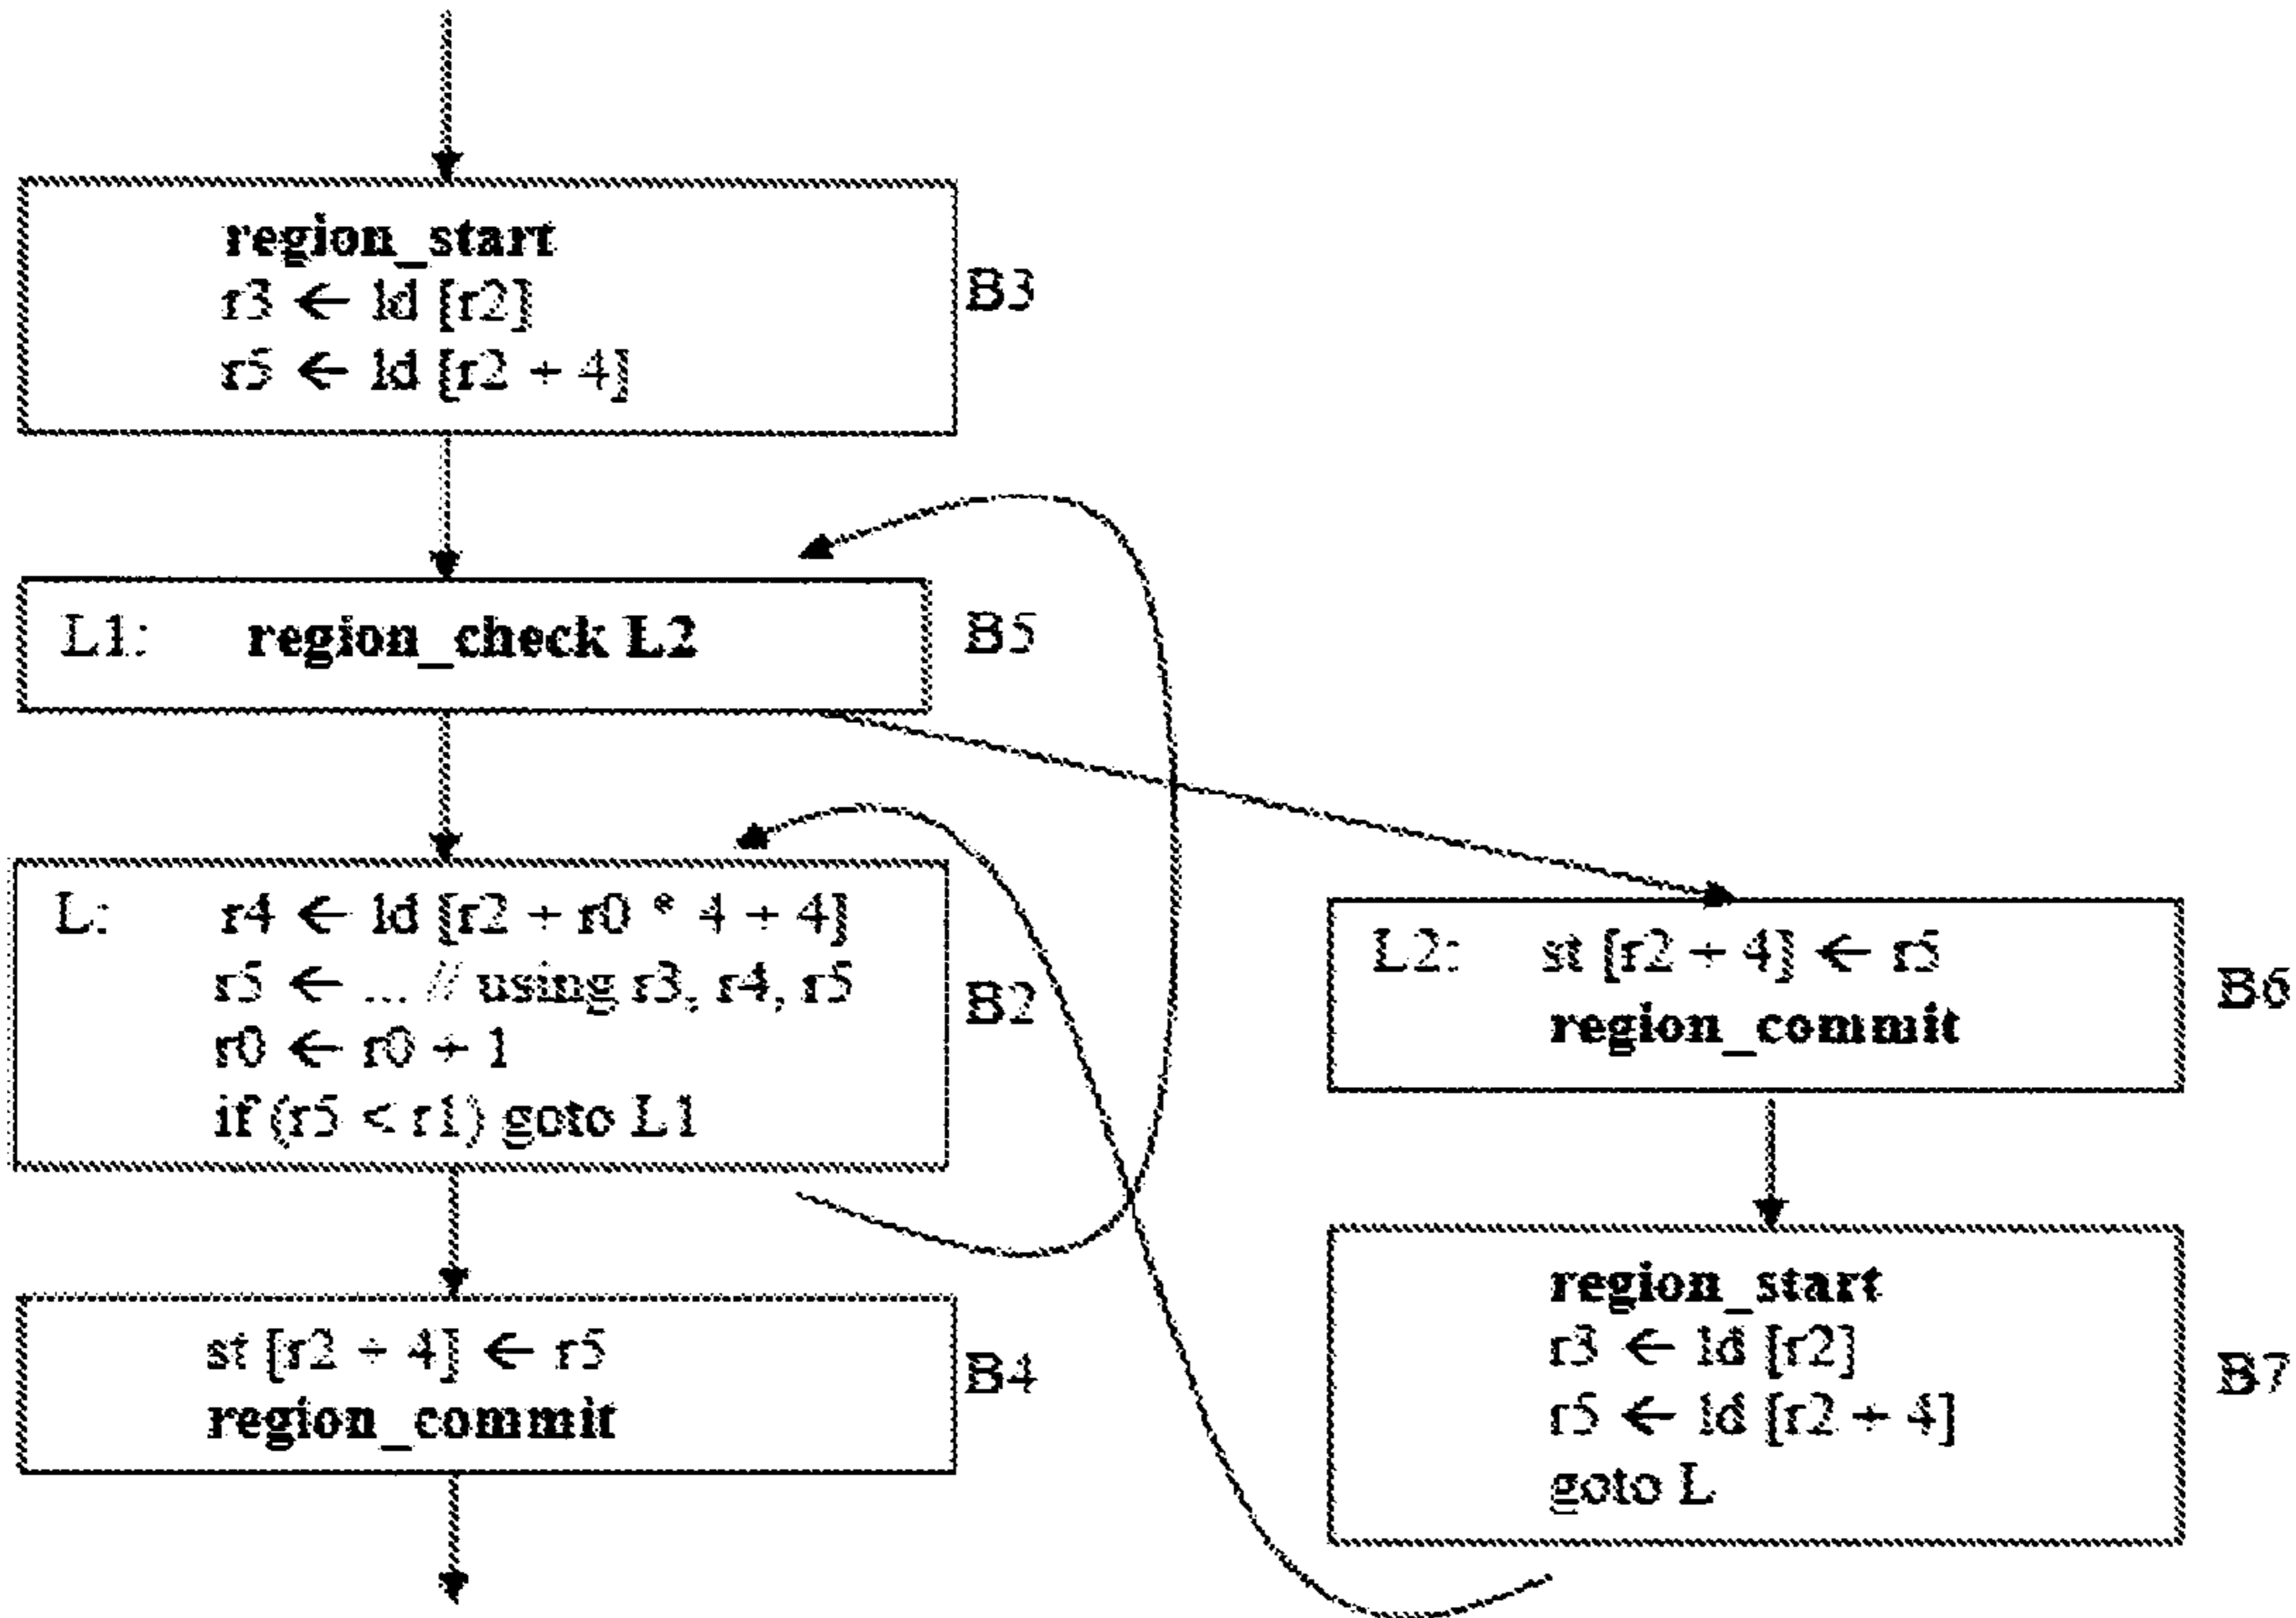 region_start
r3 ← ld [r2]
r5 ← ld [r2 + 4]
B3
L1: region_check L2
B5
L: r4 ← ld [r2 + r0 * 4 + 4]
r5 ← ... // using r3, r4, r5
r0 ← r0 + 1
if (r5 < r1) goto L1
B2
L2: st [r2 + 4] ← r5
region_commit
B6
st [r2 + 4] ← r5
region_commit
B4
region_start
r3 ← ld [r2]
r5 ← ld [r2 + 4]
goto L
B7